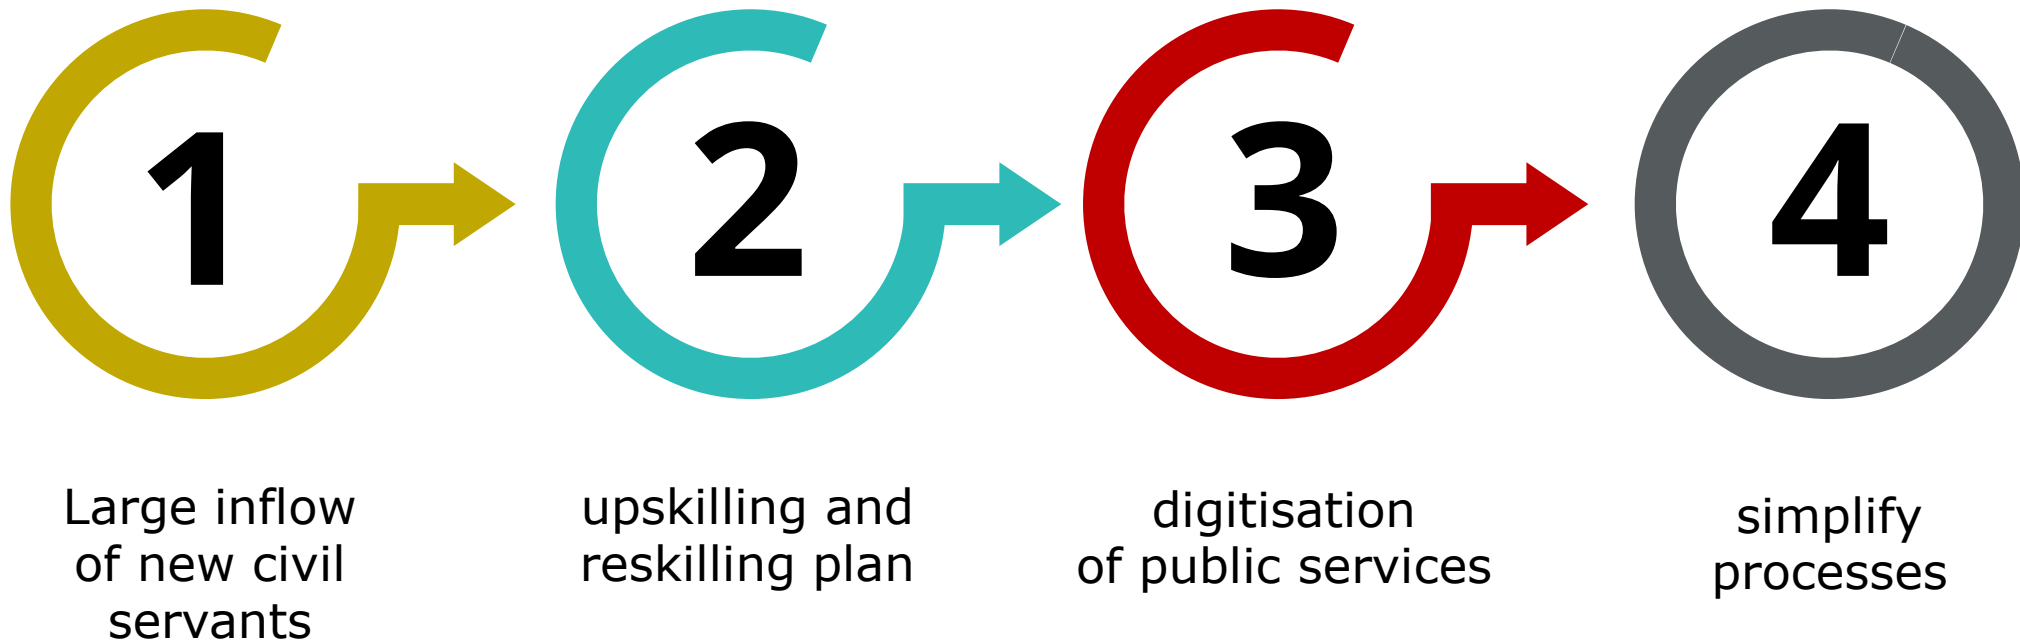 1
2
3
4
Large inflow
of new civil
servants
upskilling and
reskilling plan
digitisation
of public services
simplify
processes